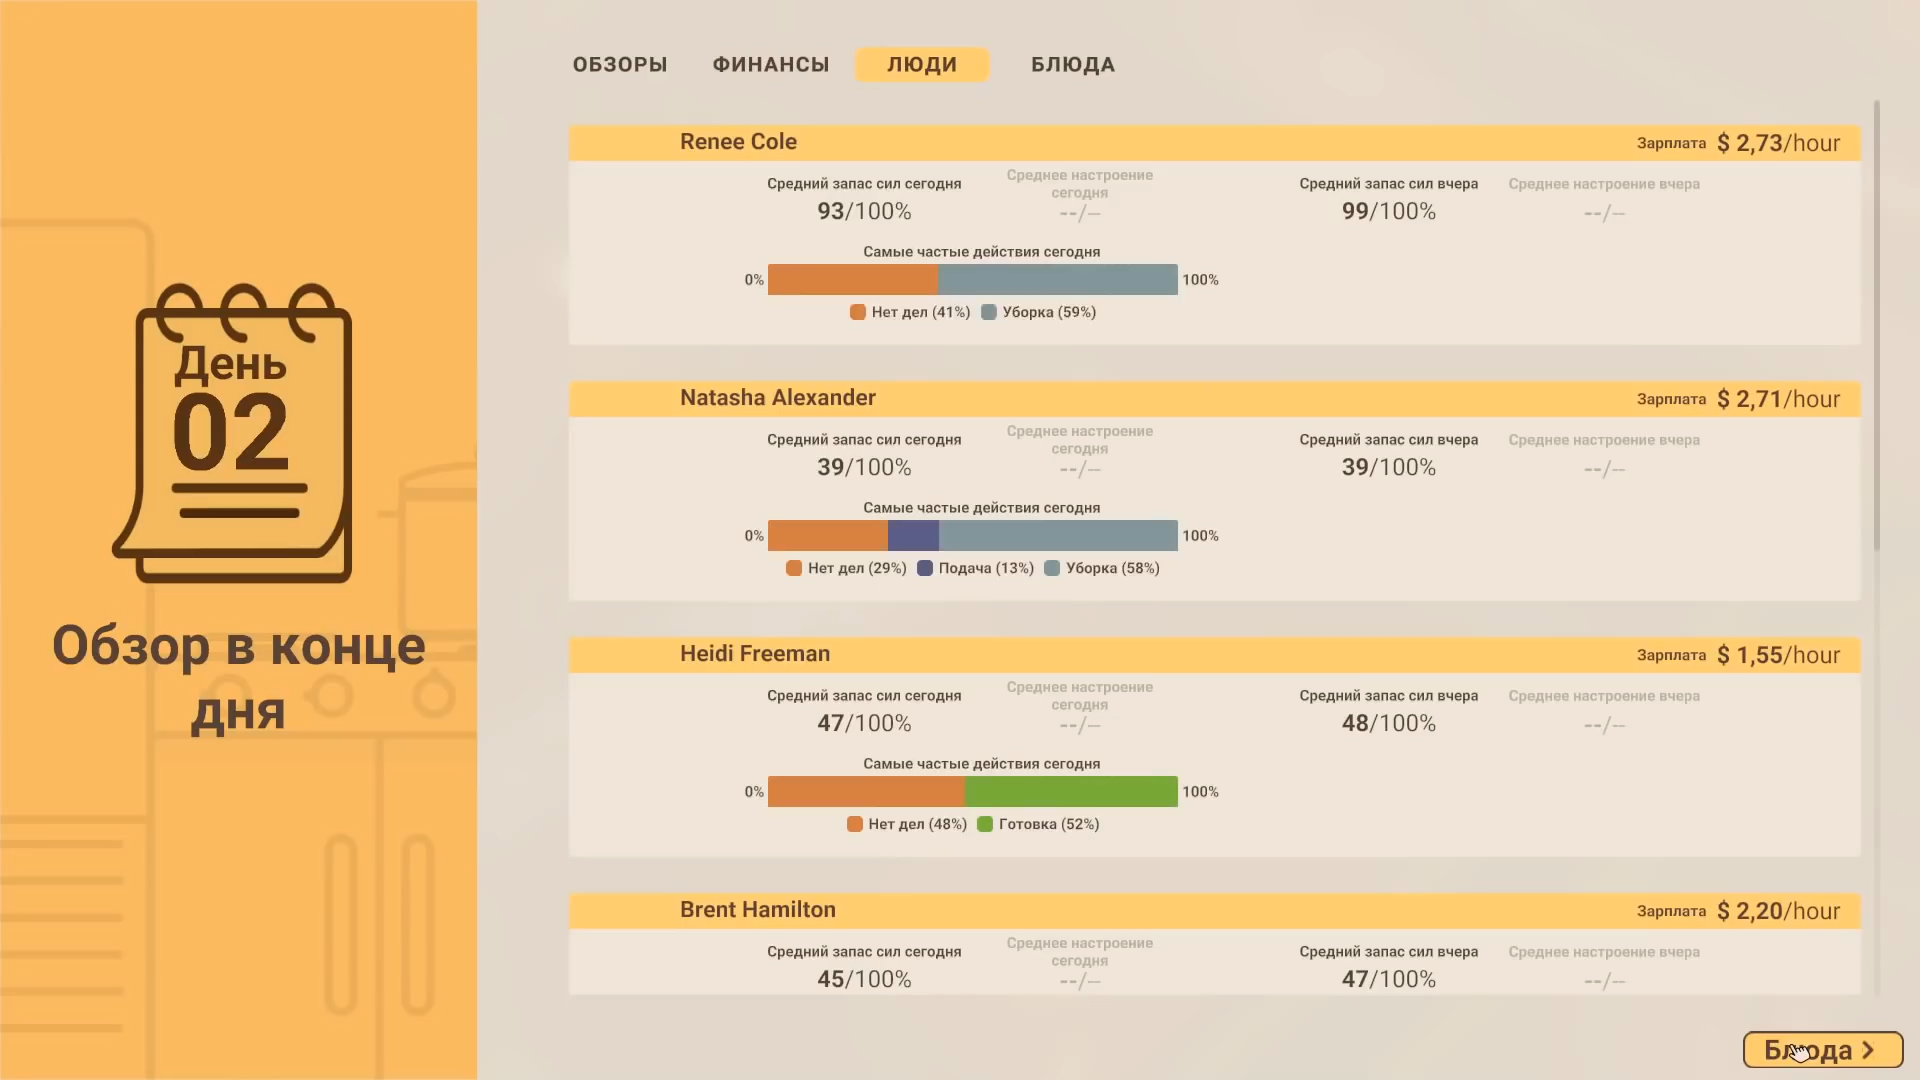 ОБЗОРЫ ФИНАНСЫ ЛЮДИ БЛЮДА
День
02
Обзор в конце
дня
Renee Cole Зарплата $ 2,73/hour
Средний запас сил сегодня Среднее настроение сегодня Средний запас сил вчера Среднее настроение вчера
93/100% --/-- 99/100% --/--
Самые частые действия сегодня
0% 100%
Нет дел (41%) Уборка (59%)
Natasha Alexander Зарплата $ 2,71/hour
Средний запас сил сегодня Среднее настроение сегодня Средний запас сил вчера Среднее настроение вчера
39/100% --/-- 39/100% --/--
Самые частые действия сегодня
0% 100%
Нет дел (29%) Подача (13%) Уборка (58%)
Heidi Freeman Зарплата $ 1,55/hour
Средний запас сил сегодня Среднее настроение сегодня Средний запас сил вчера Среднее настроение вчера
47/100% --/-- 48/100% --/--
Самые частые действия сегодня
0% 100%
Нет дел (48%) Готовка (52%)
Brent Hamilton Зарплата $ 2,20/hour
Средний запас сил сегодня Среднее настроение сегодня Средний запас сил вчера Среднее настроение вчера
45/100% --/-- 47/100% --/--
Блюда